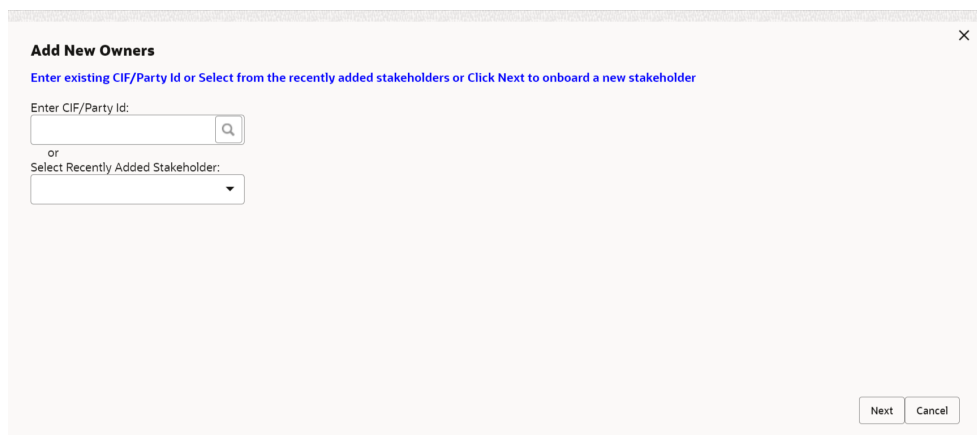 Add New Owners
Enter existing CIF/Party Id or Select from the recently added stakeholders or Click Next to onboard a new stakeholder
Enter CIF/Party Id:
or
Select Recently Added Stakeholder:
Next Cancel